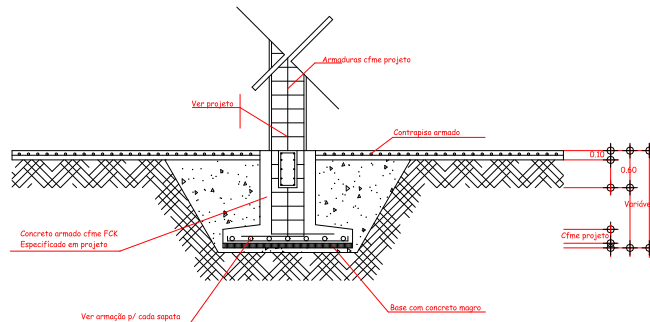 Armaduras cfme projeto
Ver projeto
Contrapiso armado
0.10
0.60
Variáve
Concreto armado cfme FCK
Especificado em projeto
Cfme projeto
Base com concreto magro
Ver armação p/ cada sapata